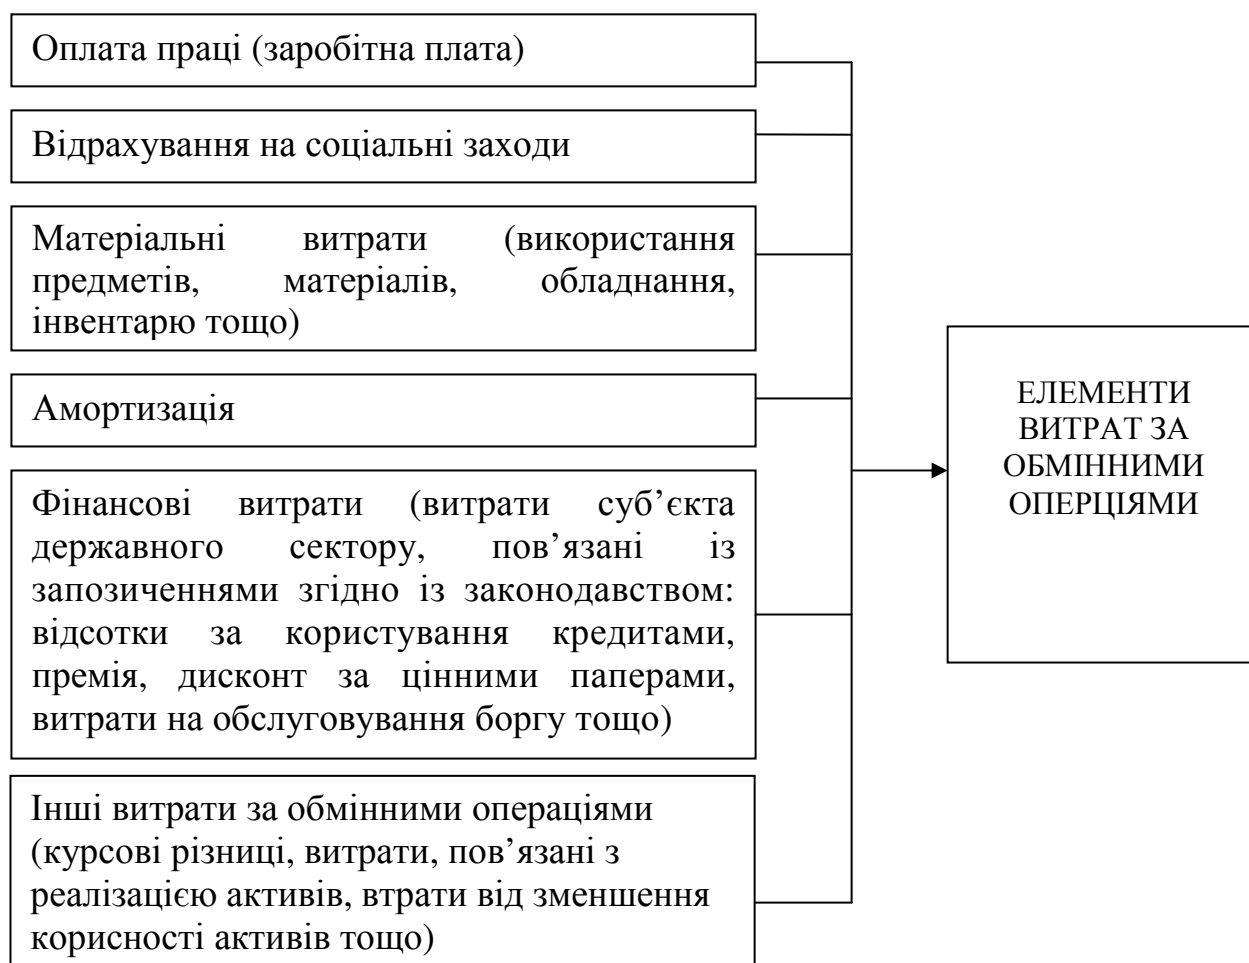 Оплата праці (заробітна плата)
Відрахування на соціальні заходи
Матеріальні витрати (використання
предметів, матеріалів, обладнання,
інвентарю тощо)
Амортизація
Фінансові витрати (витрати суб’єкта
державного сектору, пов’язані із
запозиченнями згідно із законодавством:
відсотки за користування кредитами,
премія, дисконт за цінними паперами,
витрати на обслуговування боргу тощо)
Інші витрати за обмінними операціями
(курсові різниці, витрати, пов’язані з
реалізацією активів, втрати від зменшення
корисності активів тощо)
ЕЛЕМЕНТИ
ВИТРАТ ЗА
ОБМІННИМИ
ОПЕРЦІЯМИ